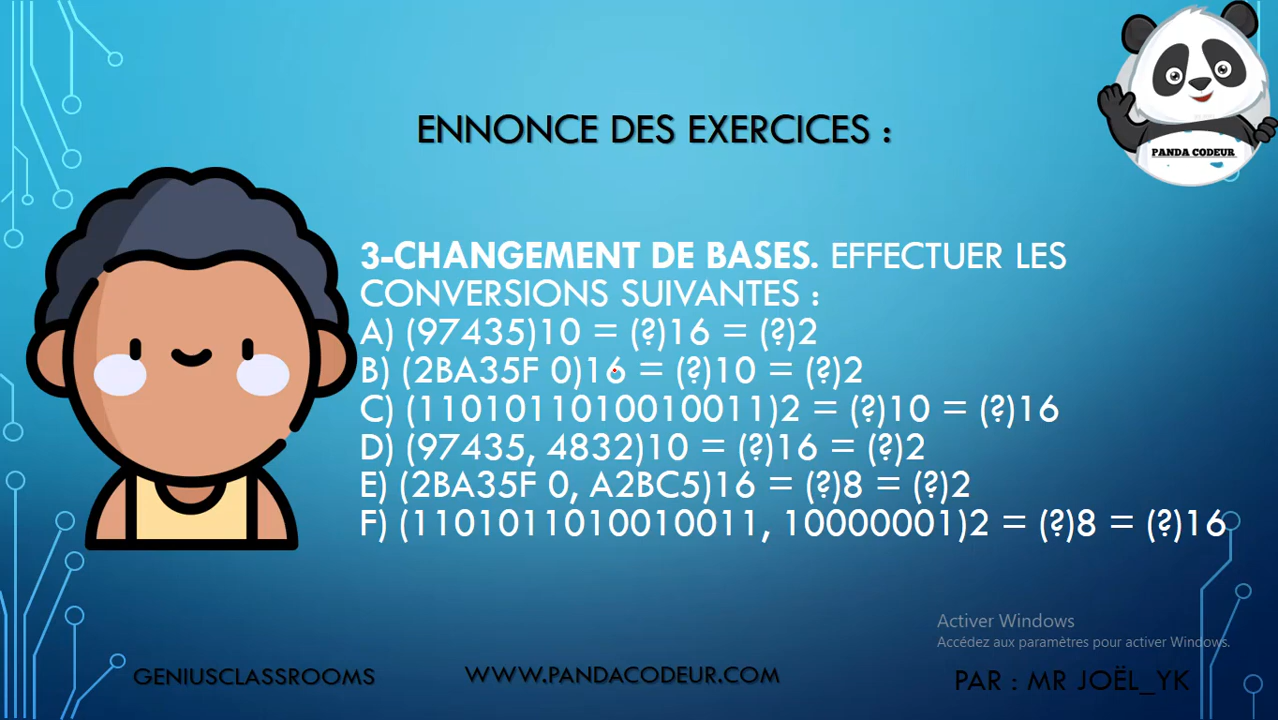 PANDA CODEUR
ENNONCE DES EXERCICES :
3-CHANGEMENT DE BASES. EFFECTUER LES
CONVERSIONS SUIVANTES :
A) (97435)10 = (?)16 = (?)2
B) (2BA35F 0)16 = (?)10 = (?)2
C) (1101011010010011)2 = (?)10 = (?)16
D) (97435, 4832)10 = (?)16 = (?)2
E) (2BA35F 0, A2BC5)16 = (?)8 = (?)2
F) (1101011010010011, 10000001)2 = (?)8 = (?)16
Activer Windows
Accédez aux paramètres pour activer Windows.
GENIUSCLASSROOMS
WWW.PANDACODEUR.COM
PAR : MR JOËL_YK